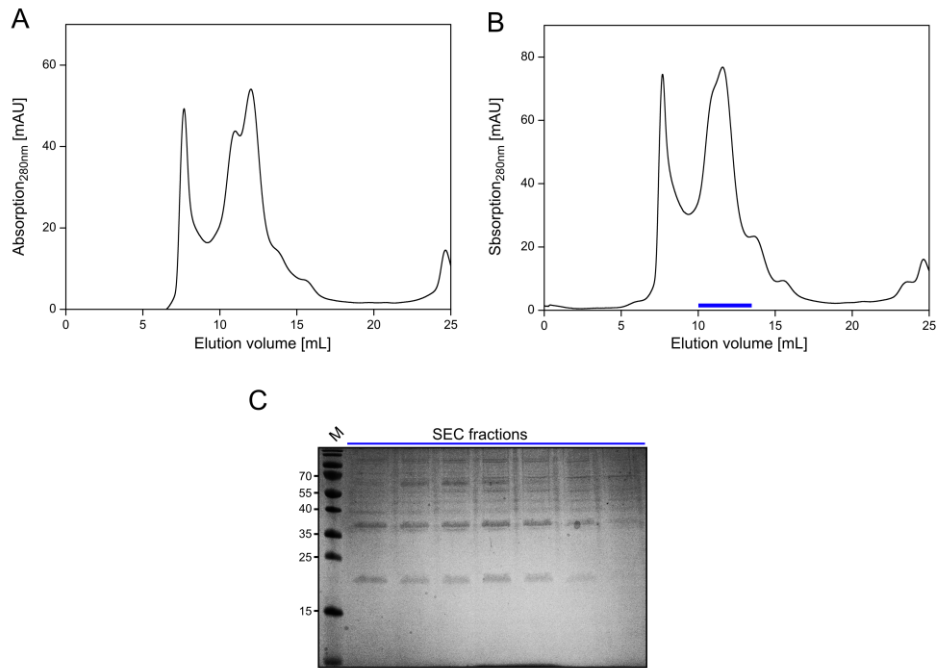 A
Absorption280nm [mAU]
60
40
20
0
0 5 10 15 20 25
Elution volume [mL]
B
Sbsorption280nm [mAU]
80
60
40
20
0
0 5 10 15 20 25
Elution volume [mL]
C
M
SEC fractions
70
55
40
35
25
15